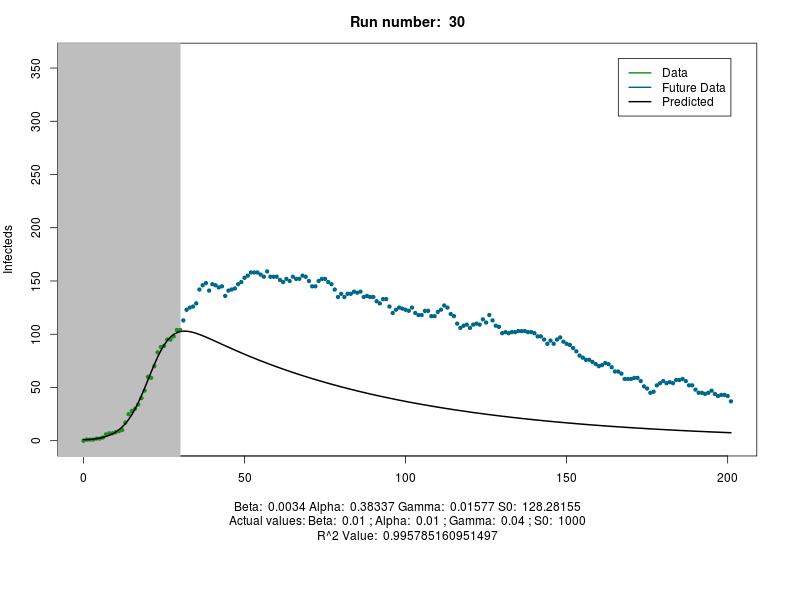 Run number: 30
350
300
250
200
150
100
50
0
Infecteds
Data
Future Data
Predicted
0 50 100 150 200
Beta: 0.0034 Alpha: 0.38337 Gamma: 0.01577 S0: 128.28155
Actual values: Beta: 0.01 ; Alpha: 0.01 ; Gamma: 0.04 ; S0: 1000
R^2 Value: 0.995785160951497